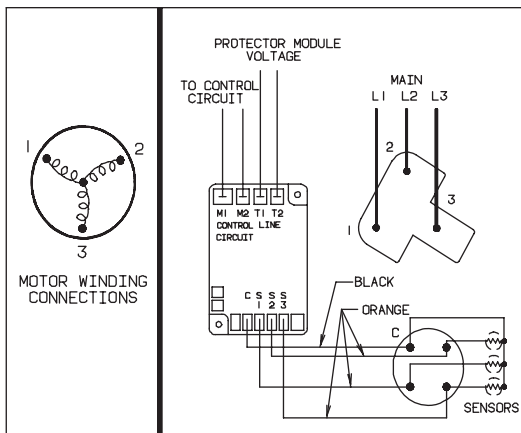 1
2
3
MOTOR WINDING
CONNECTIONS
PROTECTOR MODULE
VOLTAGE
TO CONTROL
CIRCUIT
MAIN
L1 L2 L3
2
3
1
M1 M2 T1 T2
CONTROL LINE
CIRCUIT
C S S S
1 2 3
BLACK
ORANGE
C
SENSORS